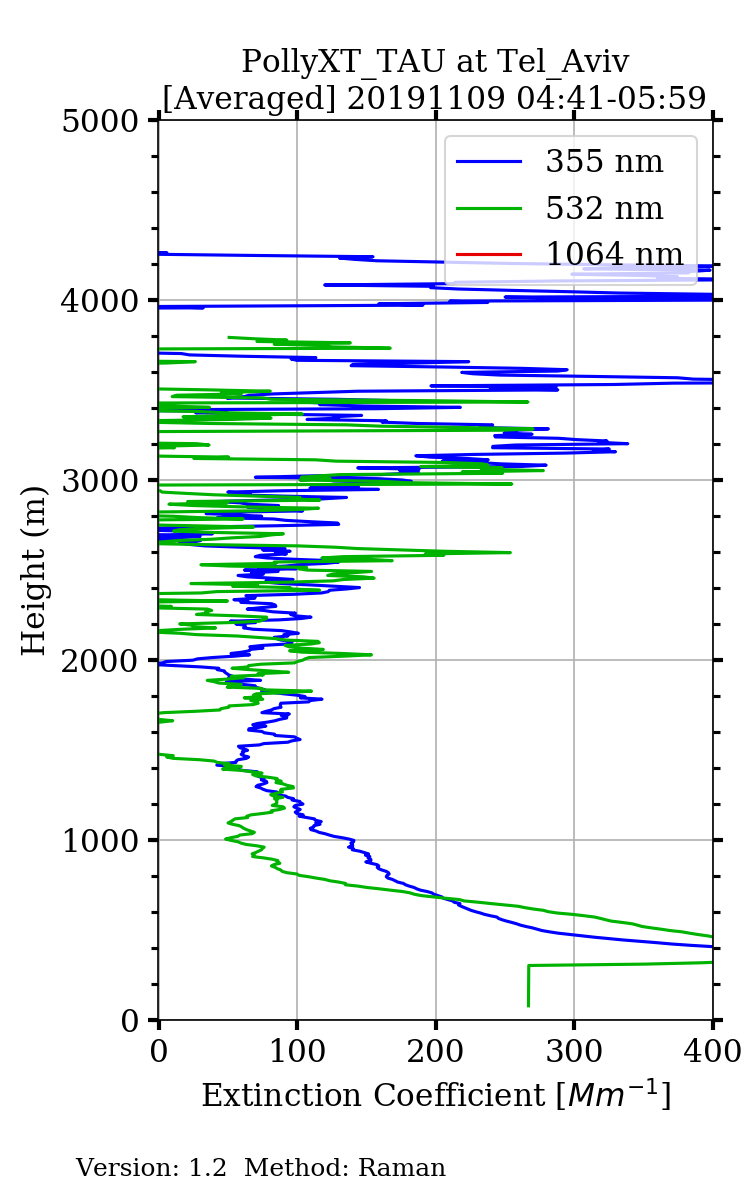 PollyXT_TAU at Tel_Aviv
[Averaged] 20191109 04:41-05:59
5000
4000
3000
2000
1000
0
Height (m)
355 nm
532 nm
1064 nm
0 100 200 300 400
Extinction Coefficient [Mm⁻¹]
Version: 1.2 Method: Raman